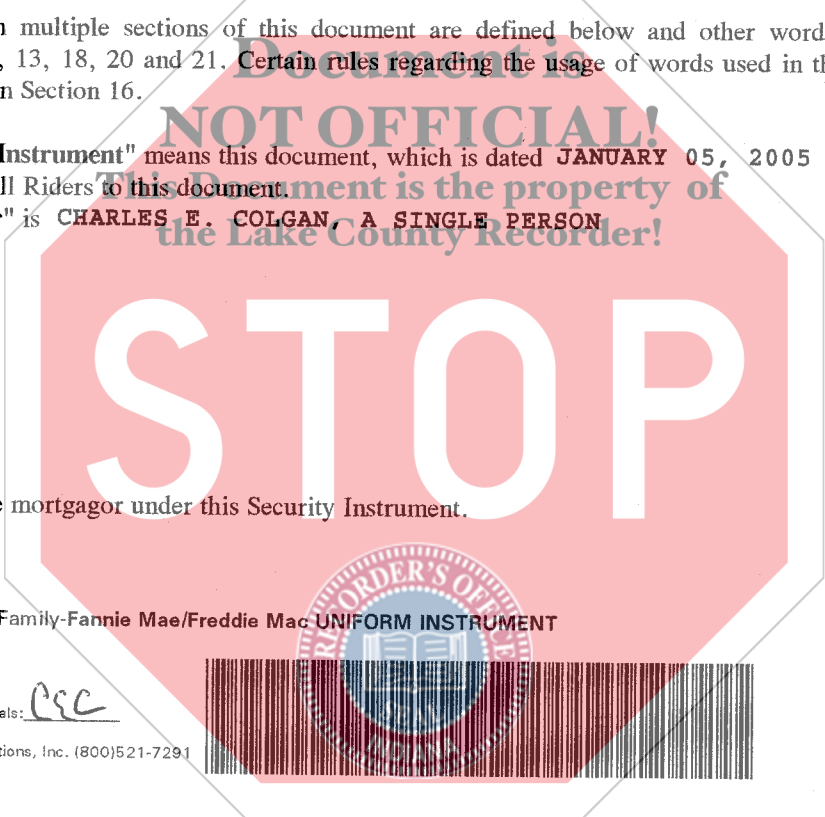 n multiple sections of this document are defined below and other word
, 13, 18, 20 and 21. Certain rules regarding the usage of words used in th
n Section 16.
Document is
NOT OFFICIAL!
This Document is the property of
the Lake County Recorder!
Instrument" means this document, which is dated JANUARY 05, 2005
ll Riders to this document.
" is CHARLES E. COLGAN, A SINGLE PERSON
STOP
e mortgagor under this Security Instrument.
Family-Fannie Mae/Freddie Mac UNIFORM INSTRUMENT
RECORDER'S OFFICE
SEAL
INDIANA
als: CEC
tions, Inc. (800)521-7291